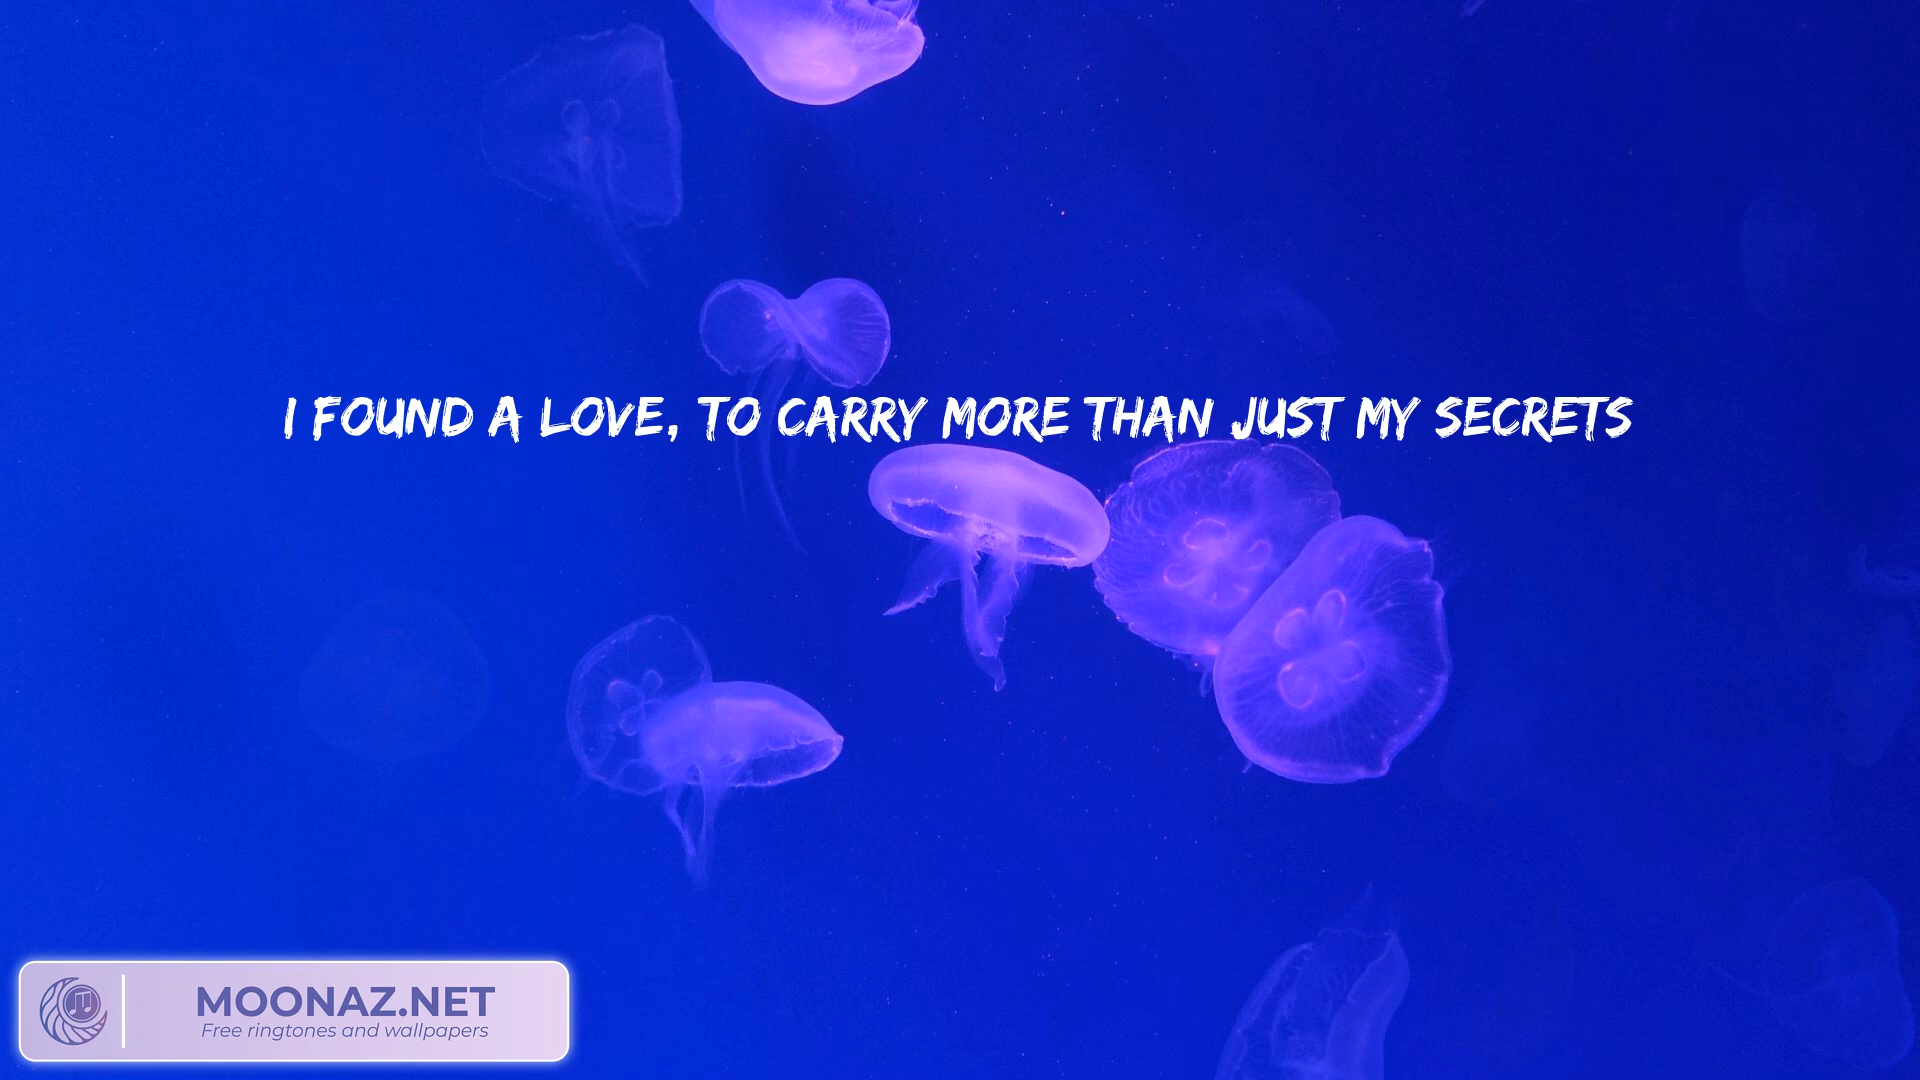 I FOUND A LOVE, TO CARRY MORE THAN JUST MY SECRETS
MOONAZ.NET
Free ringtones and wallpapers